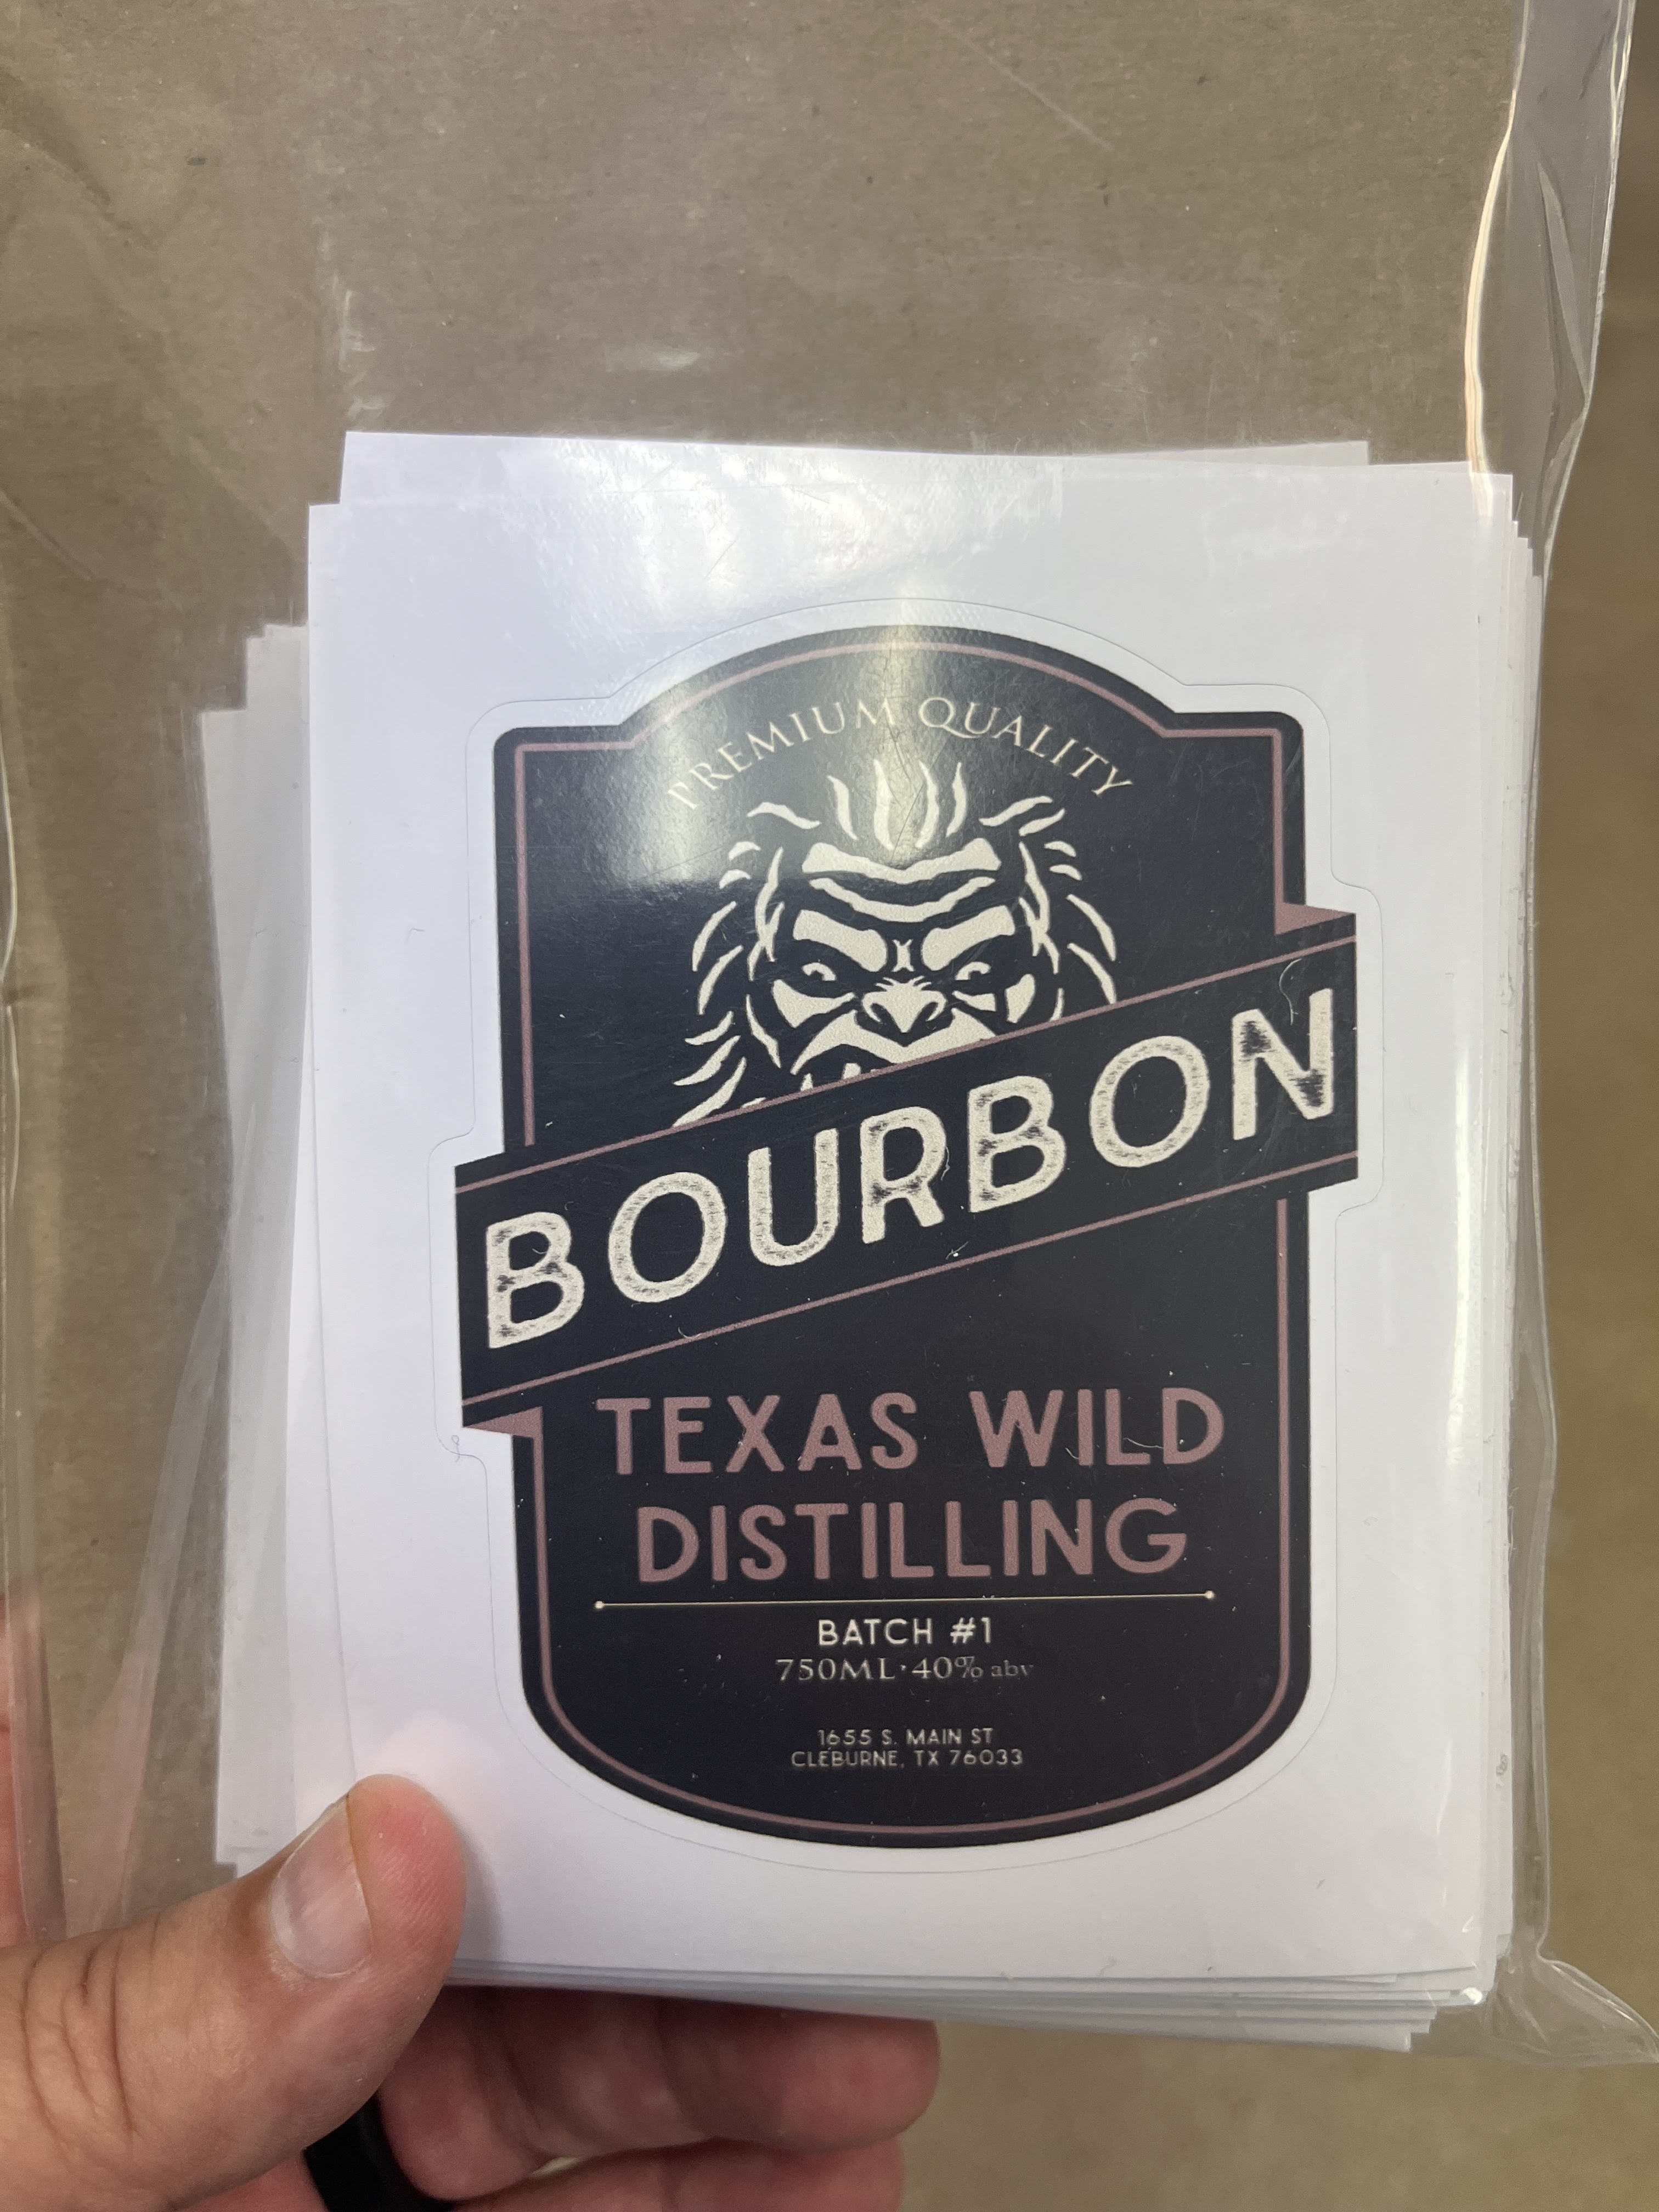 PREMIUM QUALITY
BOURBON
TEXAS WILD
DISTILLING
BATCH #1
750ML·40% abv
1655 S. MAIN ST
CLEBURNE, TX 76033